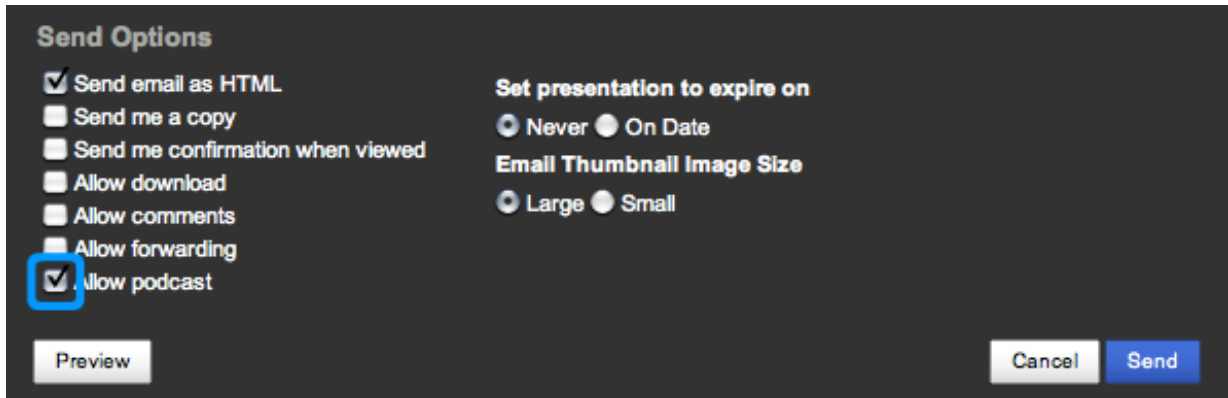 Send Options
Send email as HTML
Send me a copy
Send me confirmation when viewed
Allow download
Allow comments
Allow forwarding
Allow podcast
Set presentation to expire on
Never On Date
Email Thumbnail Image Size
Large Small
Preview
Cancel Send